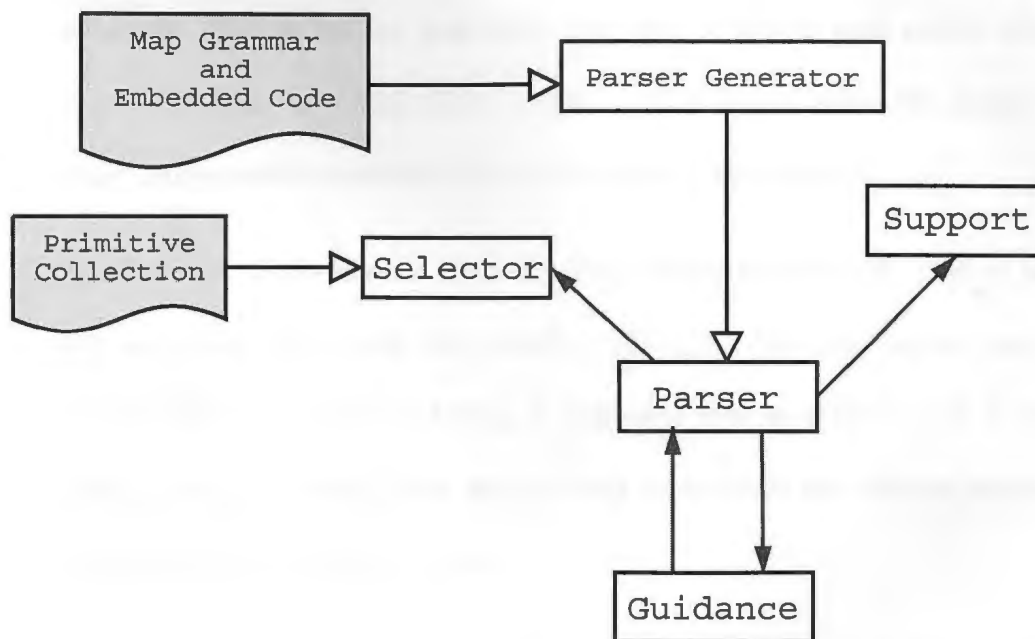 Map Grammar
and
Embedded Code
Parser Generator
Support
Primitive
Collection
Selector
Parser
Guidance